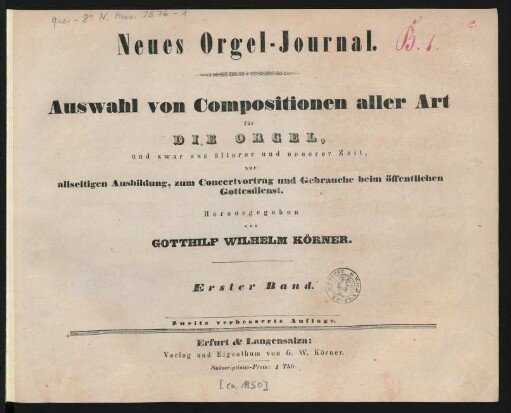 Neues Orgel-Journal.
B. 1.
Auswahl von Compositionen aller Art
für
DIE ORGEL,
und zwar aus älterer und neuerer Zeit,
zur
allseitigen Ausbildung, zum Concertvortrag und Gebrauche beim öffentlichen
Gottesdienst.
Herausgegeben
von
GOTTHILF WILHELM KÖRNER.
Erster Band.
Zweite verbesserte Auflage.
Erfurt & Langensalza:
Verlag und Eigenthum von G. W. Körner.
Subscriptions-Preis: 1 Thlr.
[ca. 1850]